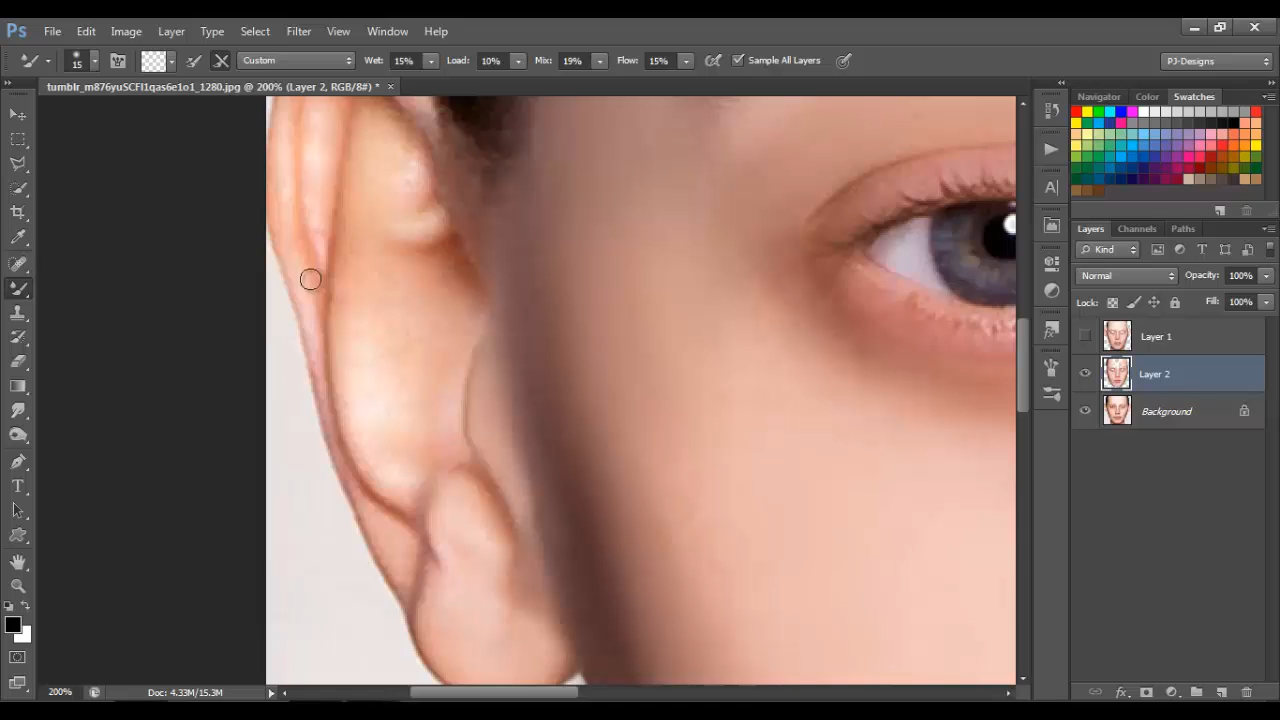 Ps File Edit Image Layer Type Select Filter View Window Help
15 Custom Wet: 15% Load: 10% Mix: 19% Flow: 15% Sample All Layers PJ-Designs
tumblr_m876yuSCFl1qas6e1o1_1280.jpg @ 200% (Layer 2, RGB/8#) *
Navigator Color Swatches
Layers Channels Paths
Kind
Normal Opacity: 100%
Lock: Fill: 100%
Layer 1
Layer 2
Background
200% Doc: 4.33M/15.3M